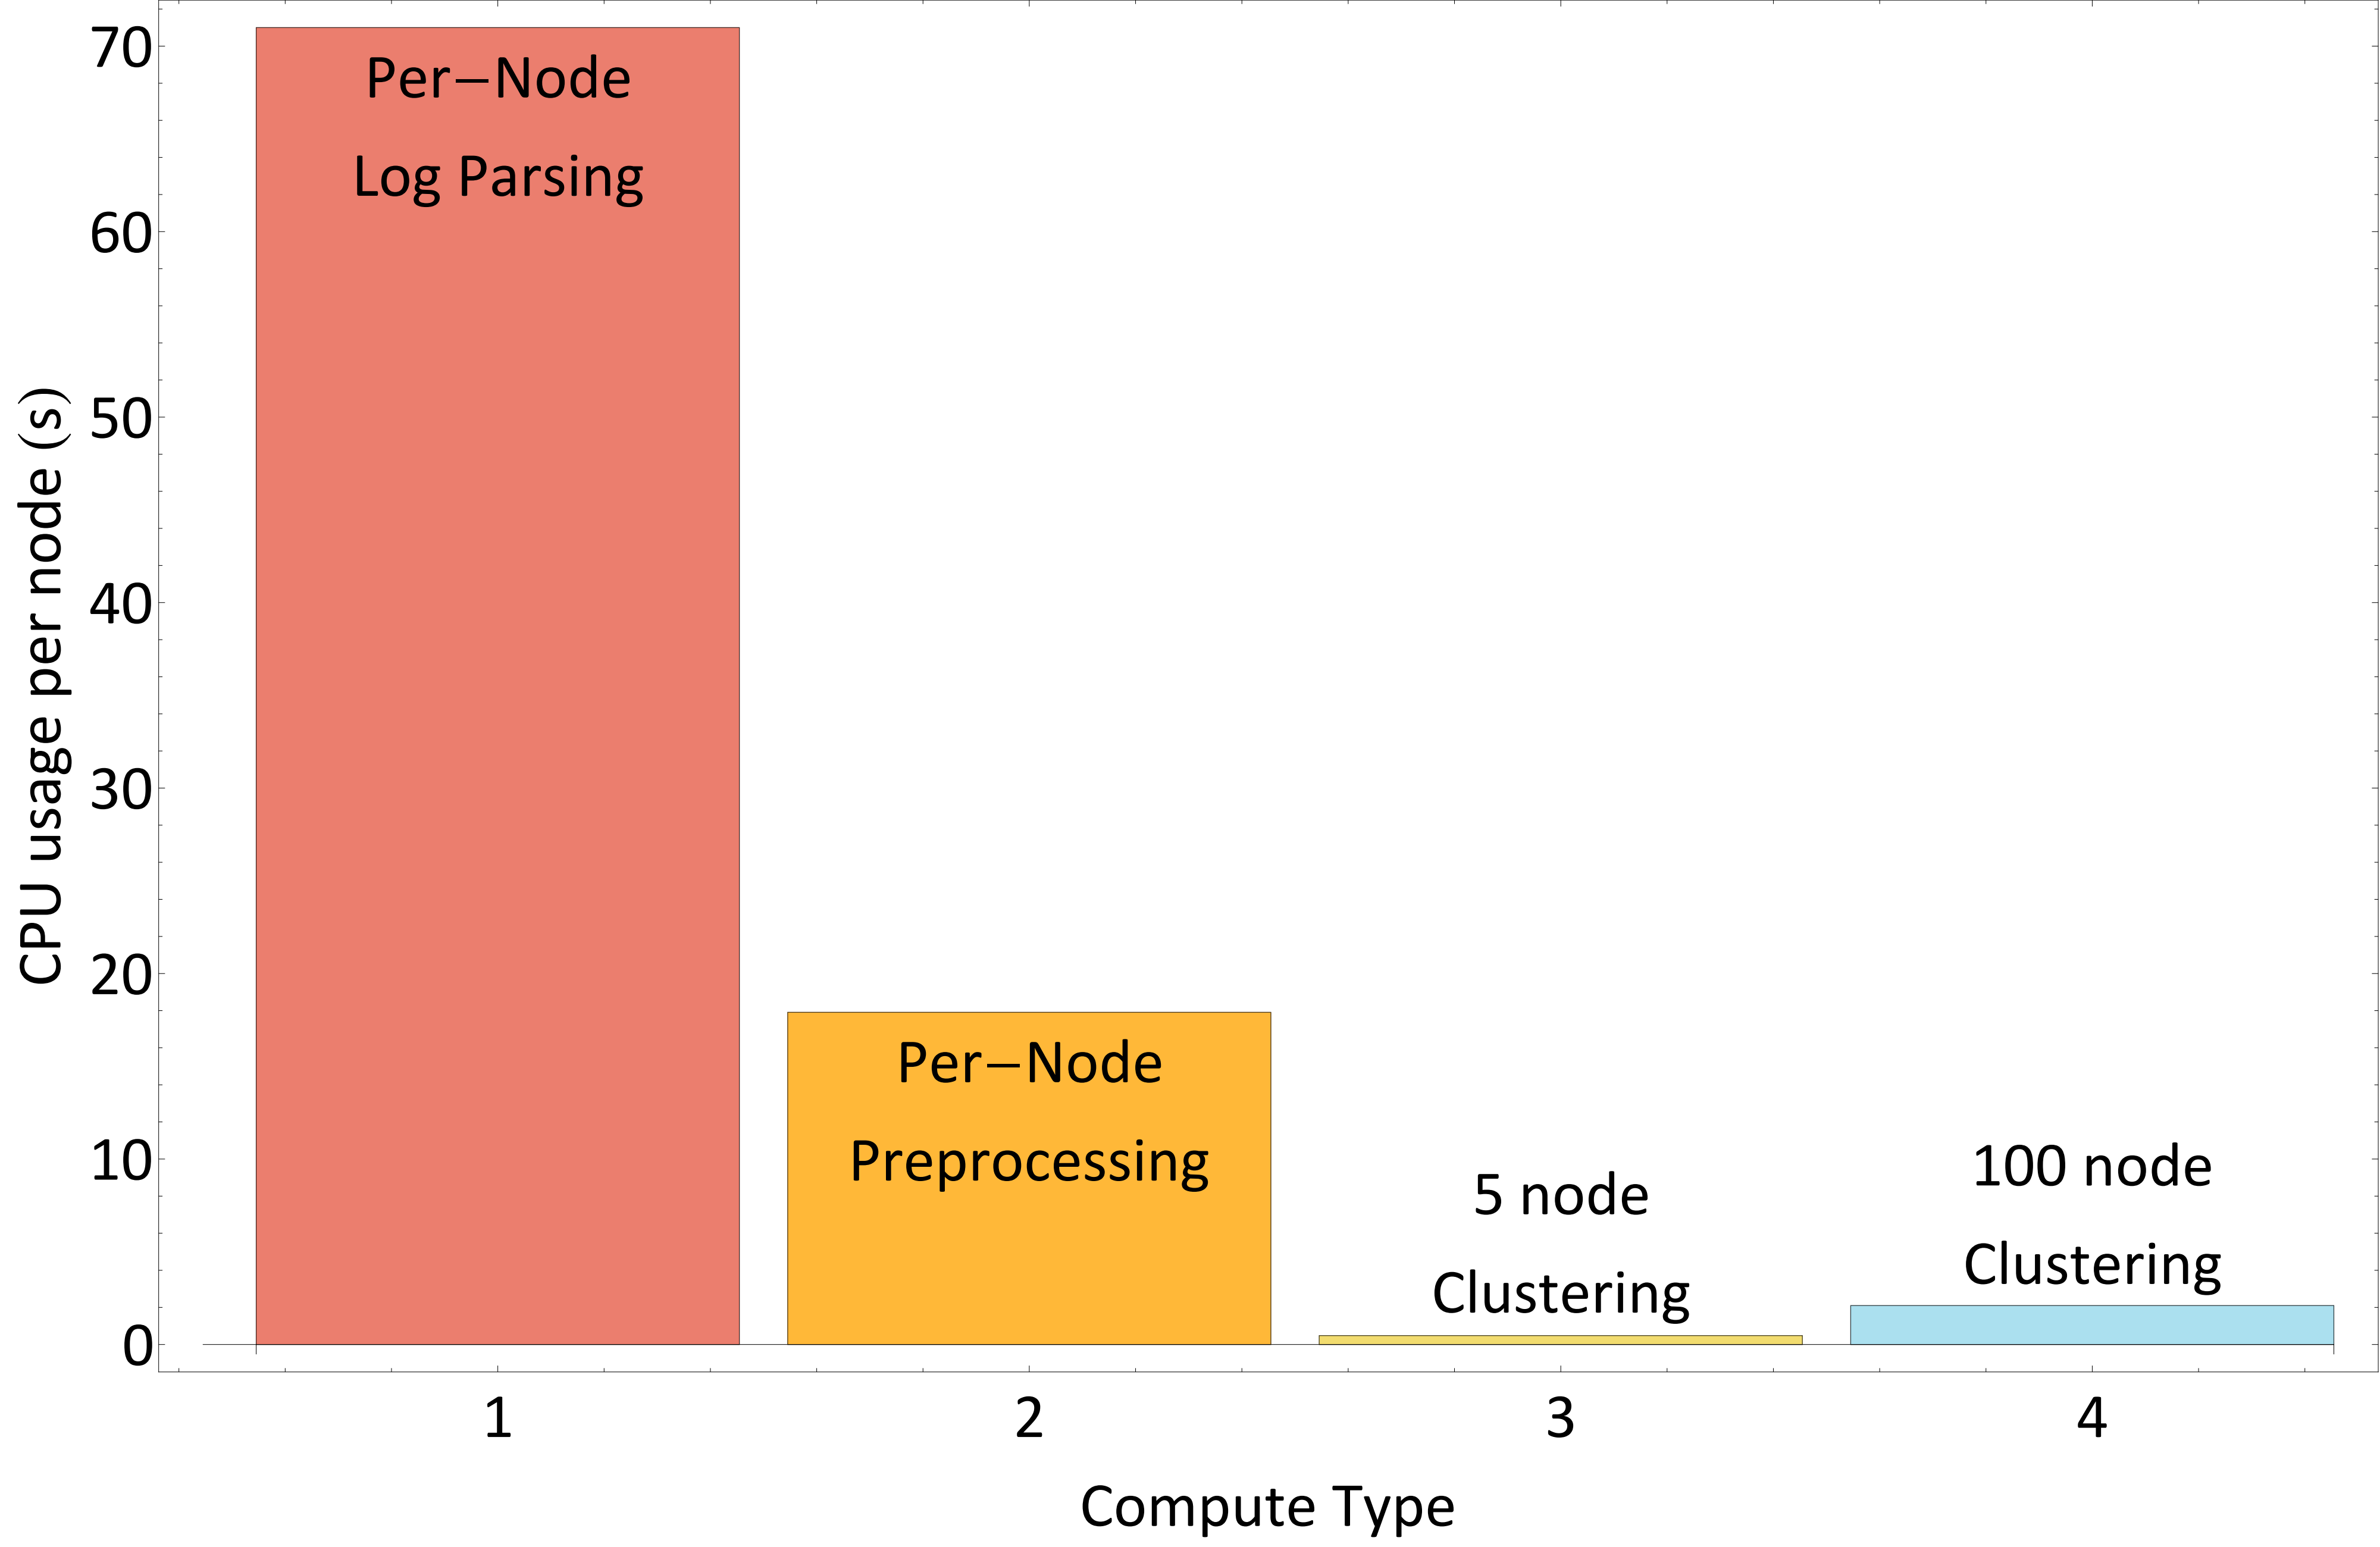 70
60
50
40
30
20
10
0
CPU usage per node (s)
Per−Node
Log Parsing
Per−Node
Preprocessing
5 node
Clustering
100 node
Clustering
1
2
3
4
Compute Type